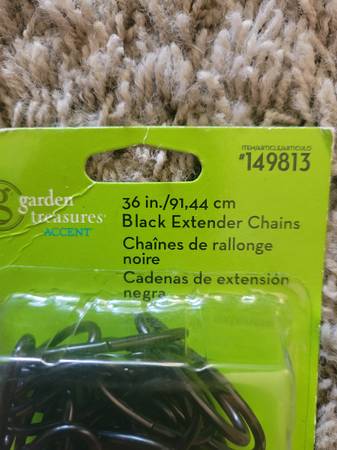 ITEM/ARTICLE/ARTÍCULO
#149813
garden
treasures®
ACCENT
36 in./91,44 cm
Black Extender Chains
Chaînes de rallonge
noire
Cadenas de extensión
negra